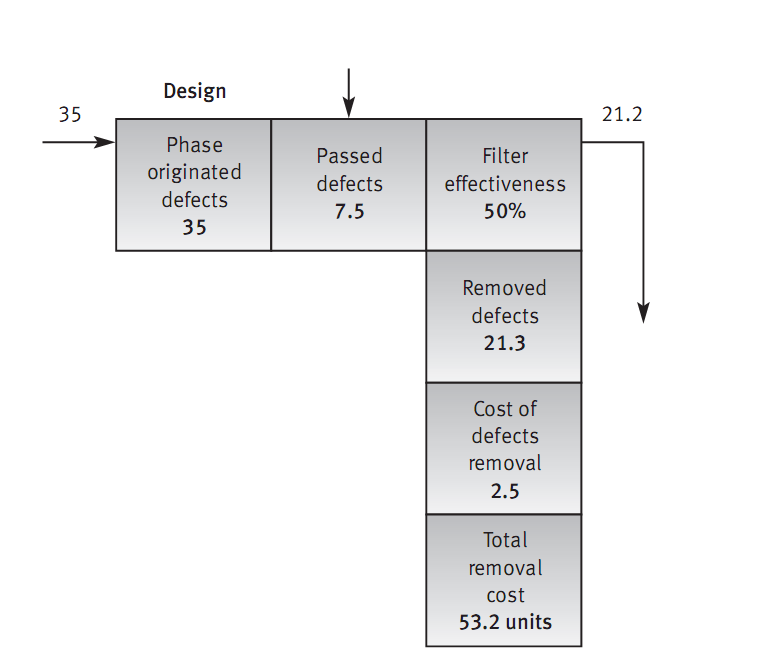 Design
35
21.2
Phase
originated
defects
35
Passed
defects
7.5
Filter
effectiveness
50%
Removed
defects
21.3
Cost of
defects
removal
2.5
Total
removal
cost
53.2 units